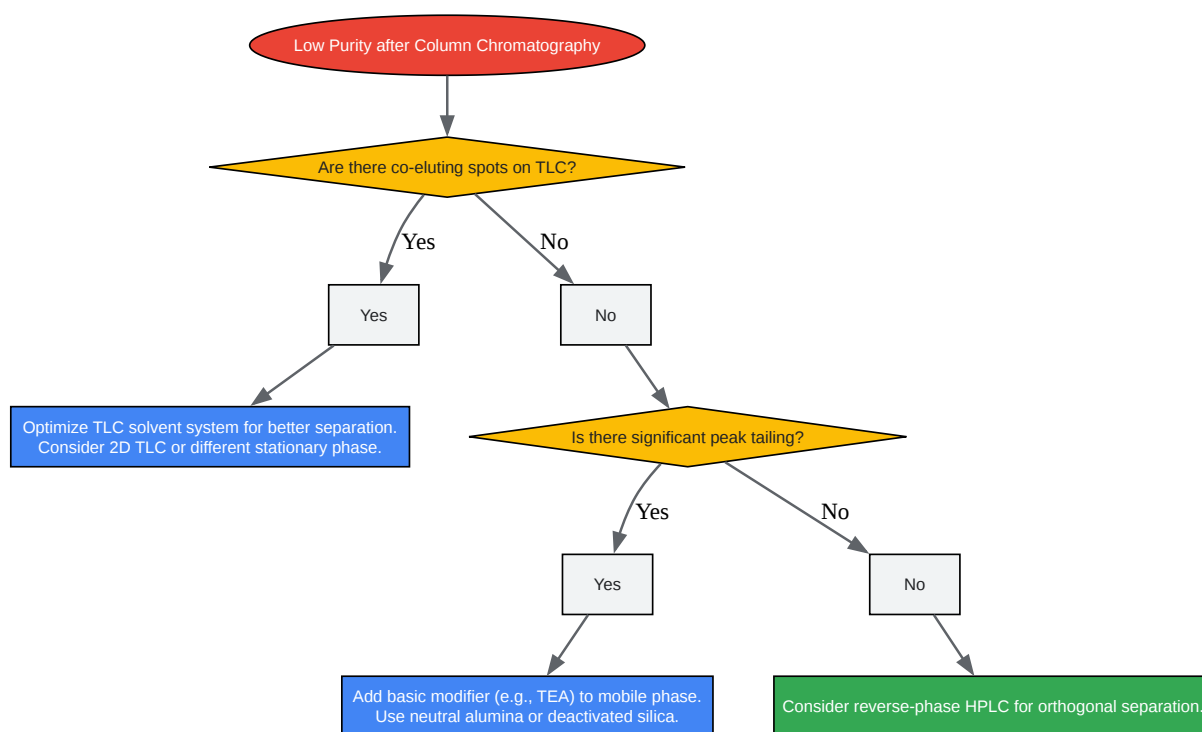 Low Purity after Column Chromatography
Are there co-eluting spots on TLC?
Yes
No
Yes
No
Optimize TLC solvent system for better separation.
Consider 2D TLC or different stationary phase.
Is there significant peak tailing?
Yes
No
Yes
No
Add basic modifier (e.g., TEA) to mobile phase.
Use neutral alumina or deactivated silica.
Consider reverse-phase HPLC for orthogonal separation.